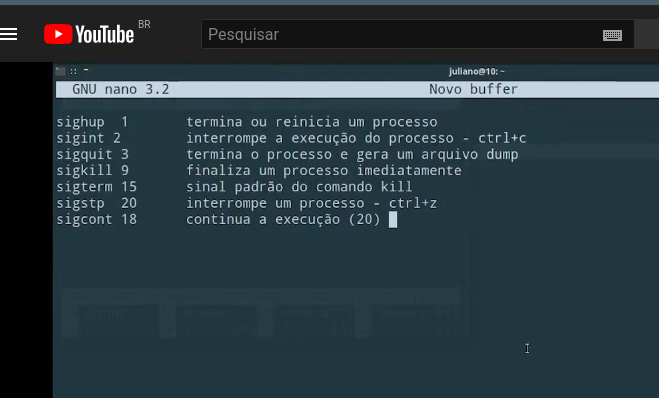 YouTube BR
Pesquisar
juliano@10: ~
GNU nano 3.2 Novo buffer
sighup 1 termina ou reinicia um processo
sigint 2 interrompe a execução do processo - ctrl+c
sigquit 3 termina o processo e gera um arquivo dump
sigkill 9 finaliza um processo imediatamente
sigterm 15 sinal padrão do comando kill
sigstp 20 interrompe um processo - ctrl+z
sigcont 18 continua a execução (20)